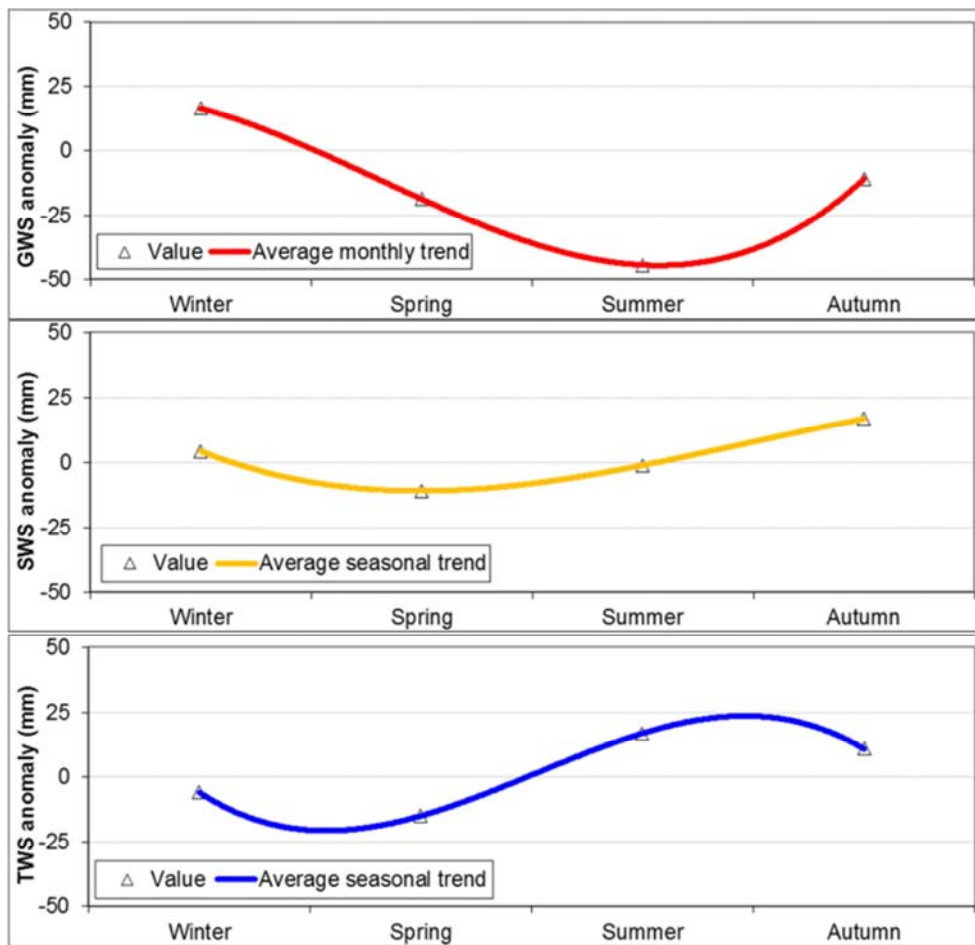 50
25
0
-25
-50
GWS anomaly (mm)
Value Average monthly trend
Winter Spring Summer Autumn
50
25
0
-25
-50
SWS anomaly (mm)
Value Average seasonal trend
Winter Spring Summer Autumn
50
25
0
-25
-50
TWS anomaly (mm)
Value Average seasonal trend
Winter Spring Summer Autumn